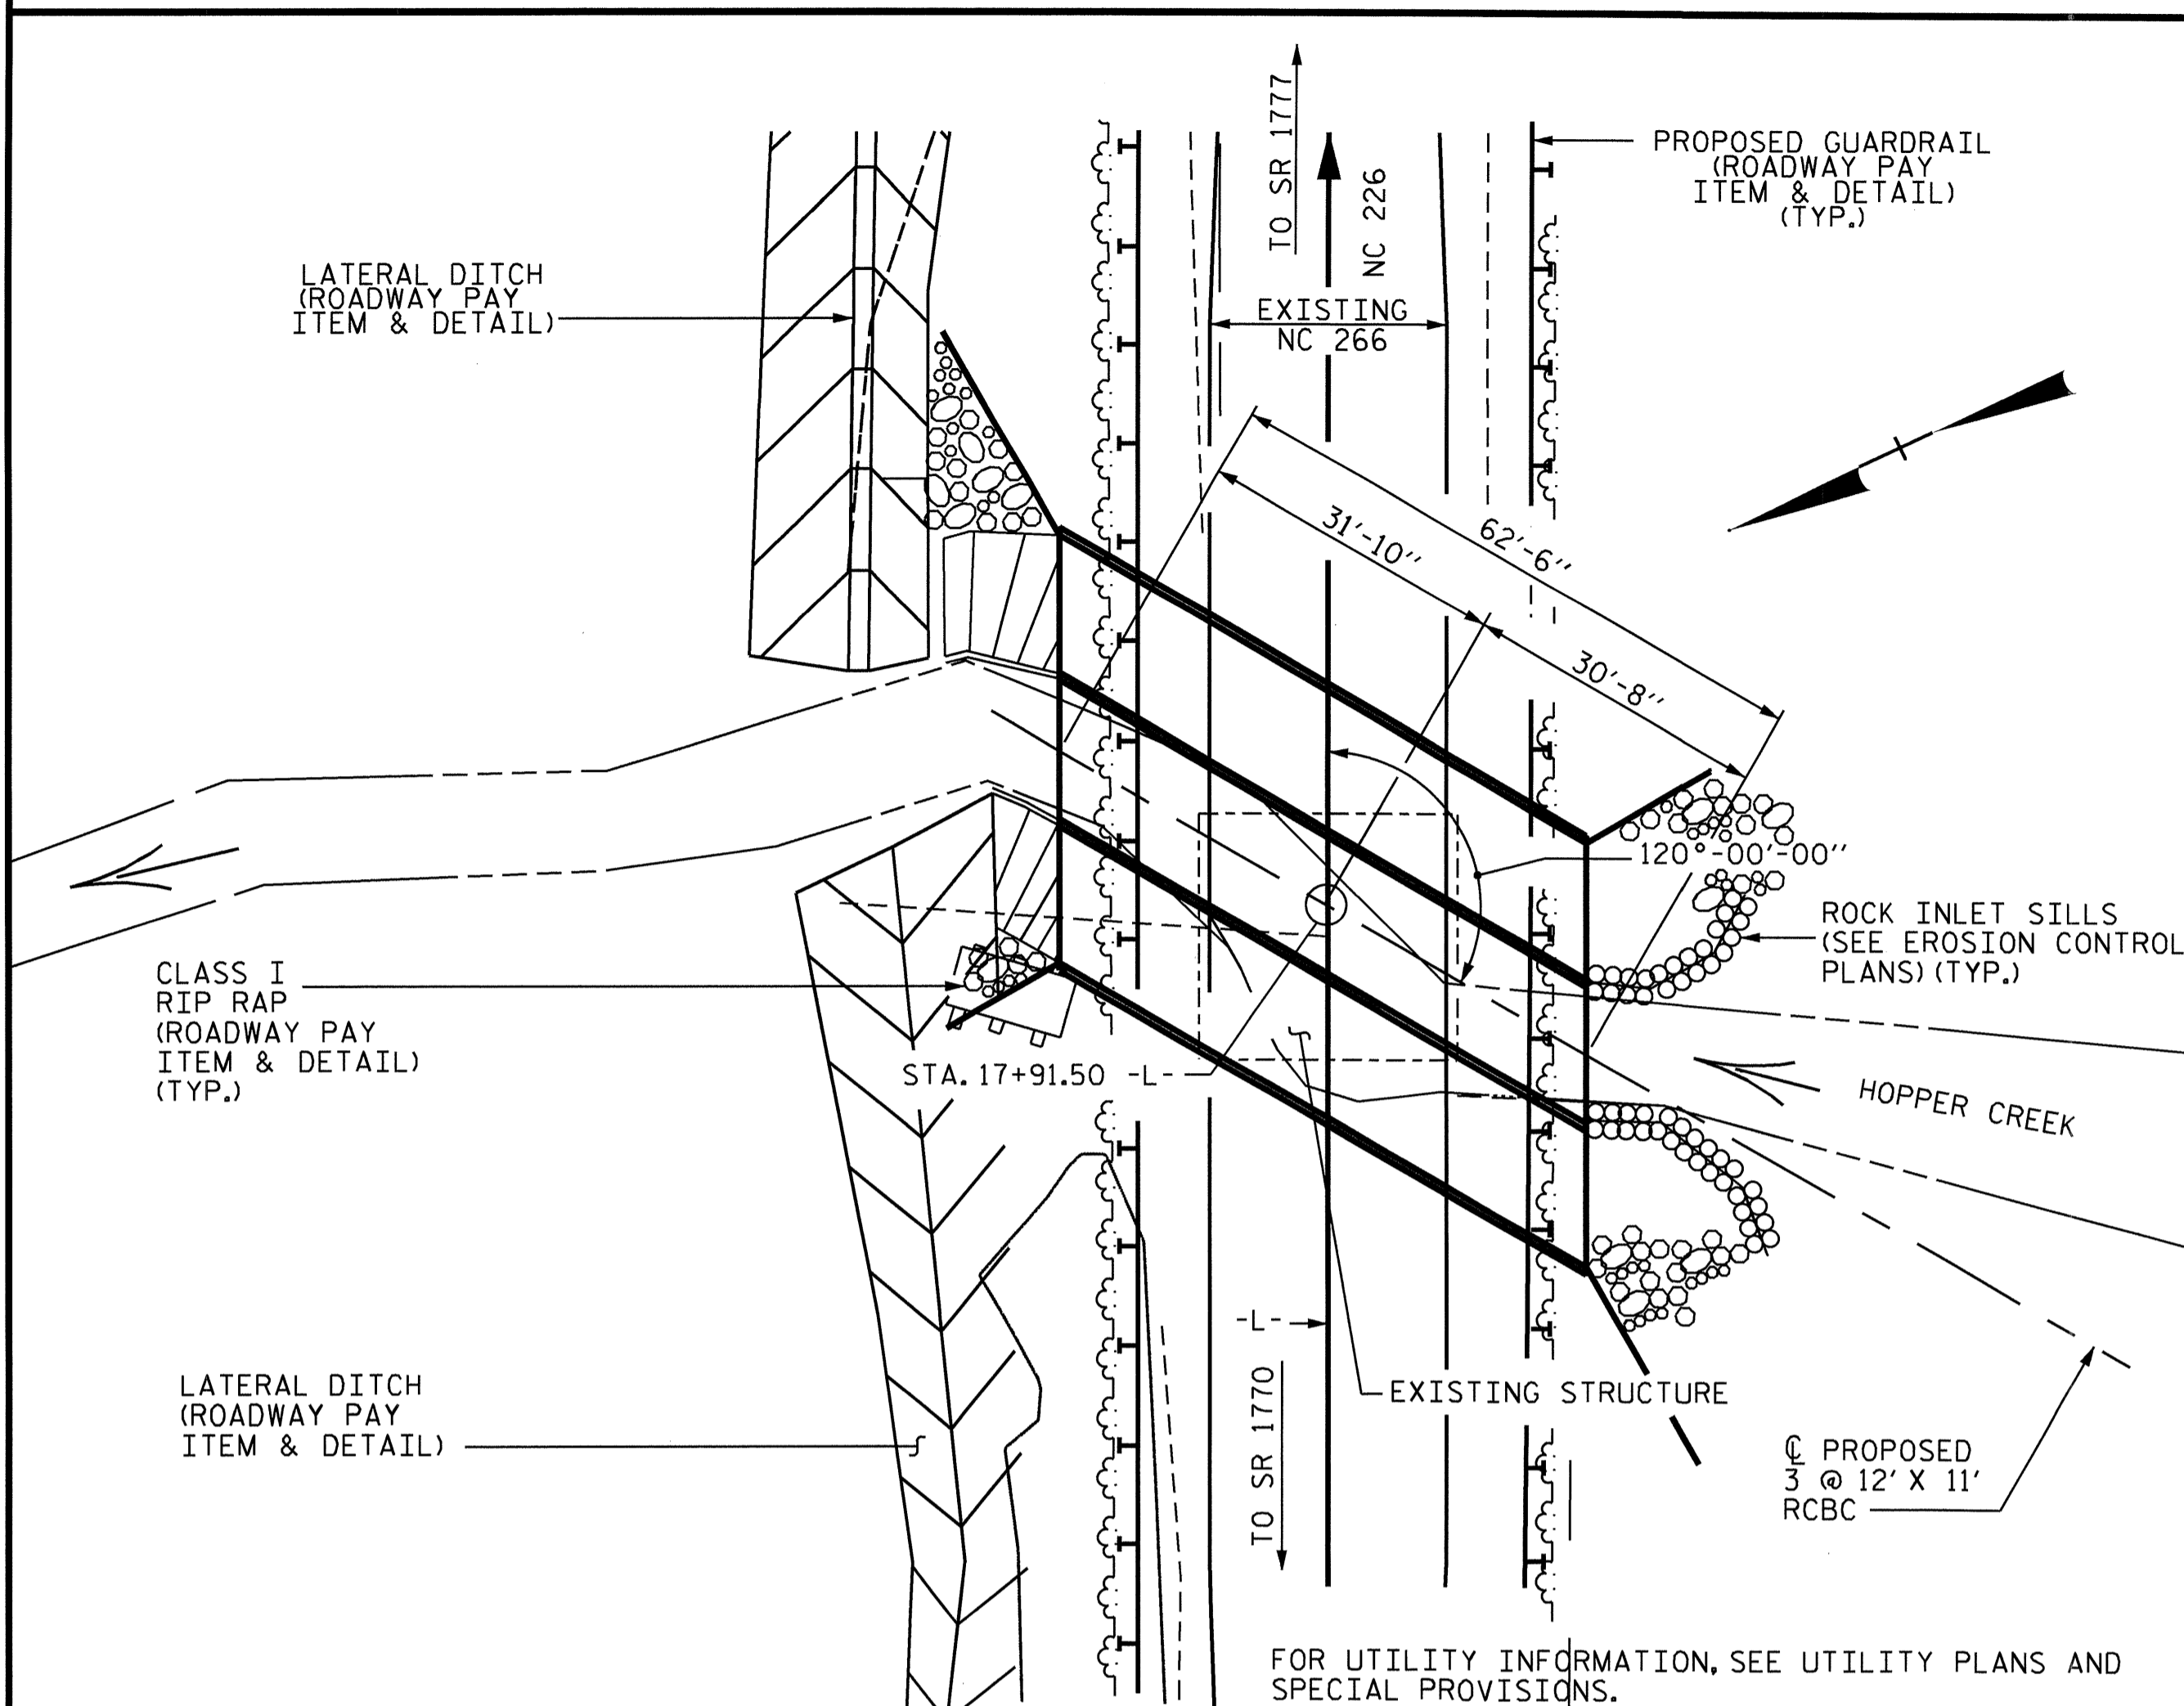 TO SR 1777
NC 226
PROPOSED GUARDRAIL
(ROADWAY PAY
ITEM & DETAIL)
(TYP.)
LATERAL DITCH
(ROADWAY PAY
ITEM & DETAIL)
EXISTING
NC 266
31'-10''
62'-6''
30'-8''
120°-00'-00''
ROCK INLET SILLS
(SEE EROSION CONTROL
PLANS) (TYP.)
CLASS I
RIP RAP
(ROADWAY PAY
ITEM & DETAIL)
(TYP.)
STA. 17+91.50 -L-
HOPPER CREEK
-L-
TO SR 1770
EXISTING STRUCTURE
LATERAL DITCH
(ROADWAY PAY
ITEM & DETAIL)
℄ PROPOSED
3 @ 12' X 11'
RCBC
FOR UTILITY INFORMATION, SEE UTILITY PLANS AND
SPECIAL PROVISIONS.